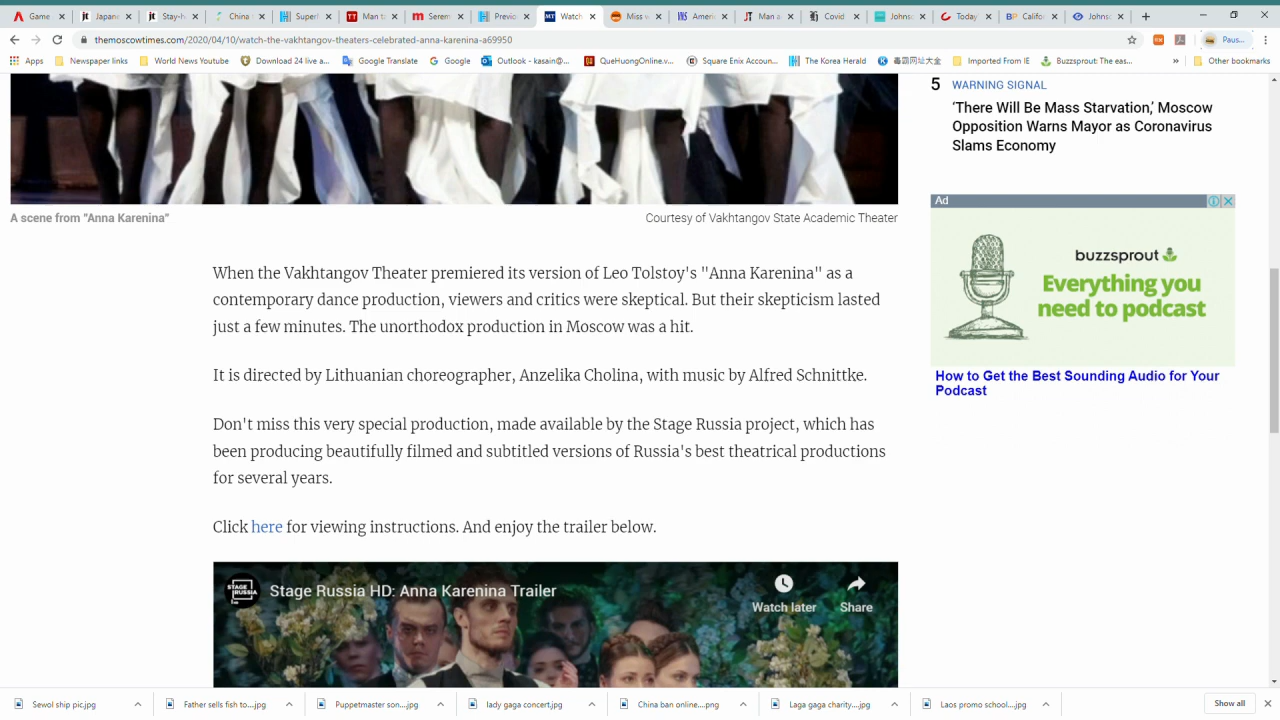 Game
Japane
Stay-h
China
Superl
Man ta
Serem
Previo
Watch
Miss w
Ameri
Man a
Covid
Johnso
Today
Califo
Johnso
themoscowtimes.com/2020/04/10/watch-the-vakhtangov-theaters-celebrated-anna-karenina-a69950
Paus...
Apps
Newspaper links
World News Youtube
Download 24 live a...
Google Translate
Google
Outlook - kasain@...
QueHuongOnline.v...
Square Enix Accoun...
The Korea Herald
Imported From IE
Buzzsprout: The eas...
»
Other bookmarks
5 WARNING SIGNAL
‘There Will Be Mass Starvation,’ Moscow
Opposition Warns Mayor as Coronavirus
Slams Economy
A scene from "Anna Karenina"
Courtesy of Vakhtangov State Academic Theater
When the Vakhtangov Theater premiered its version of Leo Tolstoy's "Anna Karenina" as a
contemporary dance production, viewers and critics were skeptical. But their skepticism lasted
just a few minutes. The unorthodox production in Moscow was a hit.
It is directed by Lithuanian choreographer, Anzelika Cholina, with music by Alfred Schnittke.
Don't miss this very special production, made available by the Stage Russia project, which has
been producing beautifully filmed and subtitled versions of Russia's best theatrical productions
for several years.
Click here for viewing instructions. And enjoy the trailer below.
Ad
buzzsprout
Everything you
need to podcast
How to Get the Best Sounding Audio for Your
Podcast
STAGE
RUSSIA
Stage Russia HD: Anna Karenina Trailer
Watch later
Share
Sewol ship pic.jpg
Father sells fish to...jpg
Puppetmaster son...jpg
lady gaga concert.jpg
China ban online...png
Laga gaga charity...jpg
Laos promo school...jpg
Show all